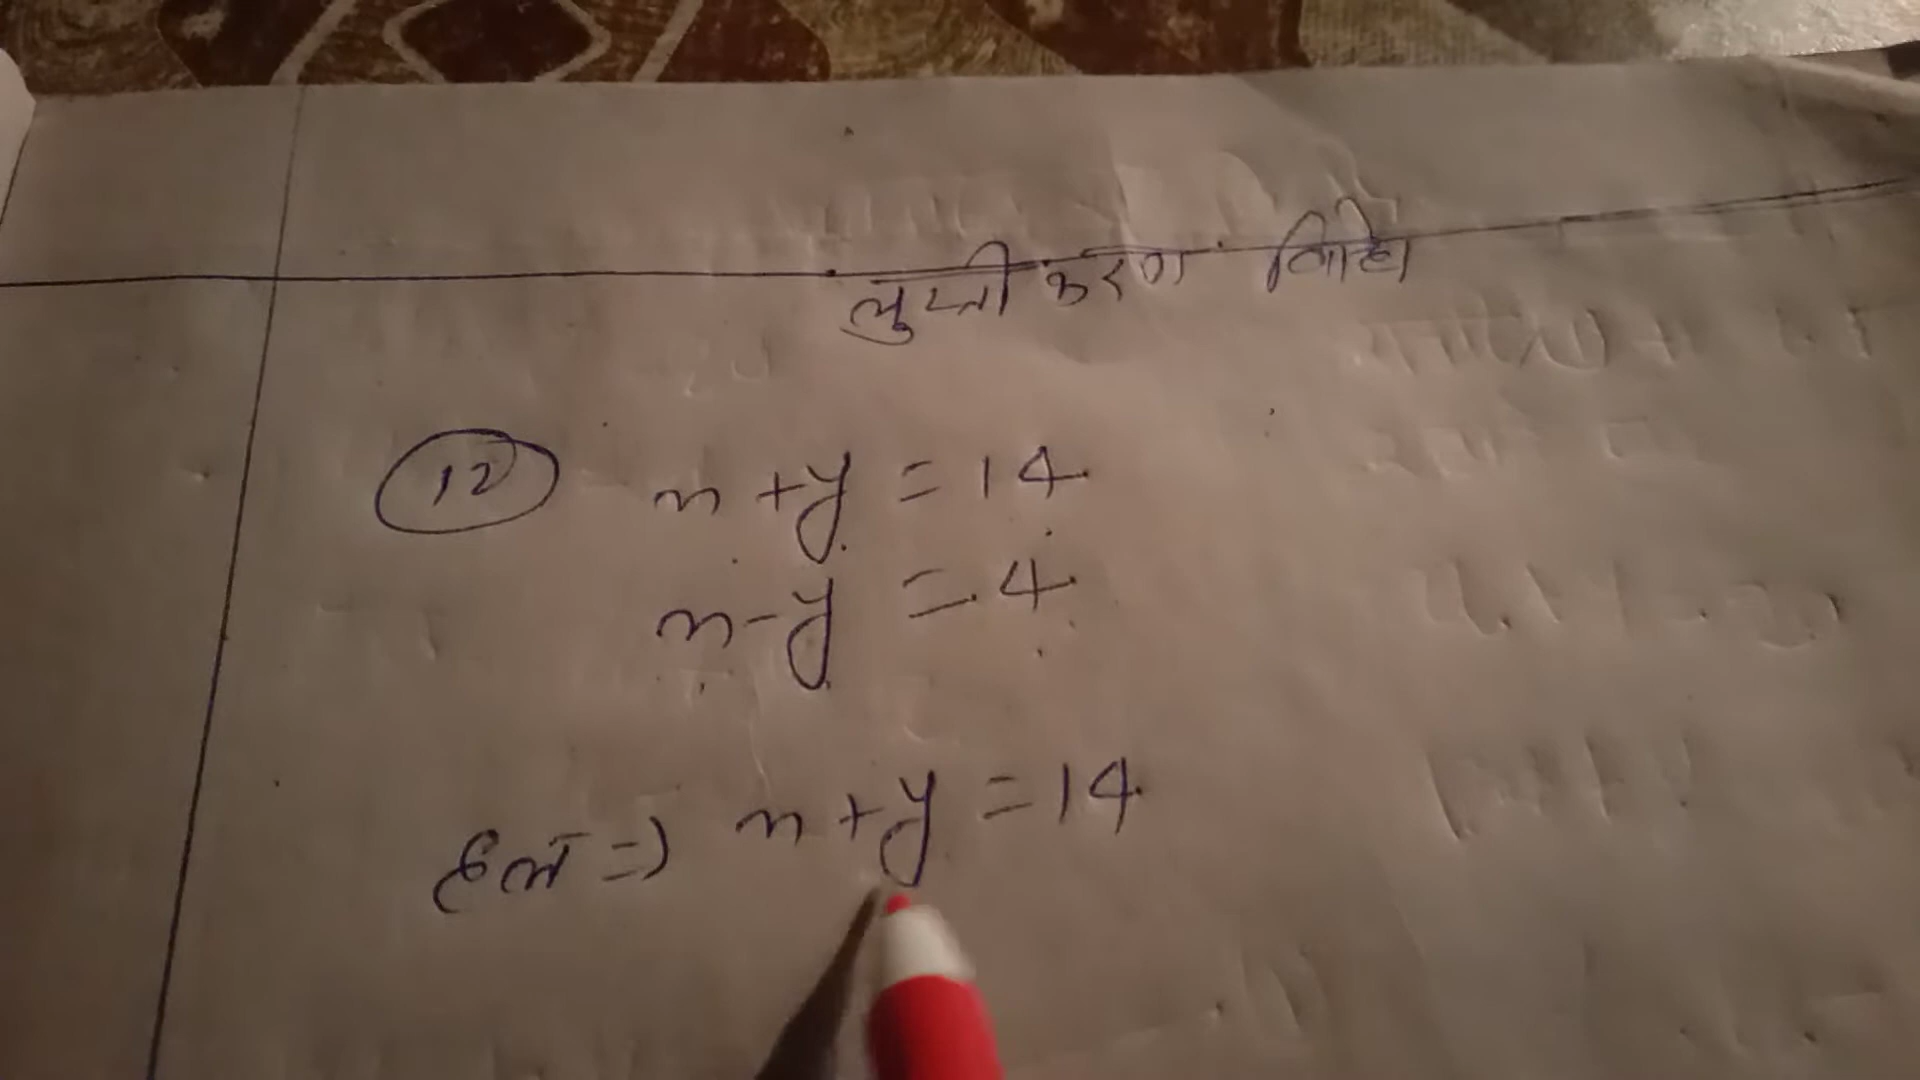 लुप्तीकरण विधि
12 x + y = 14
x - y = 4
हल => x + y = 14